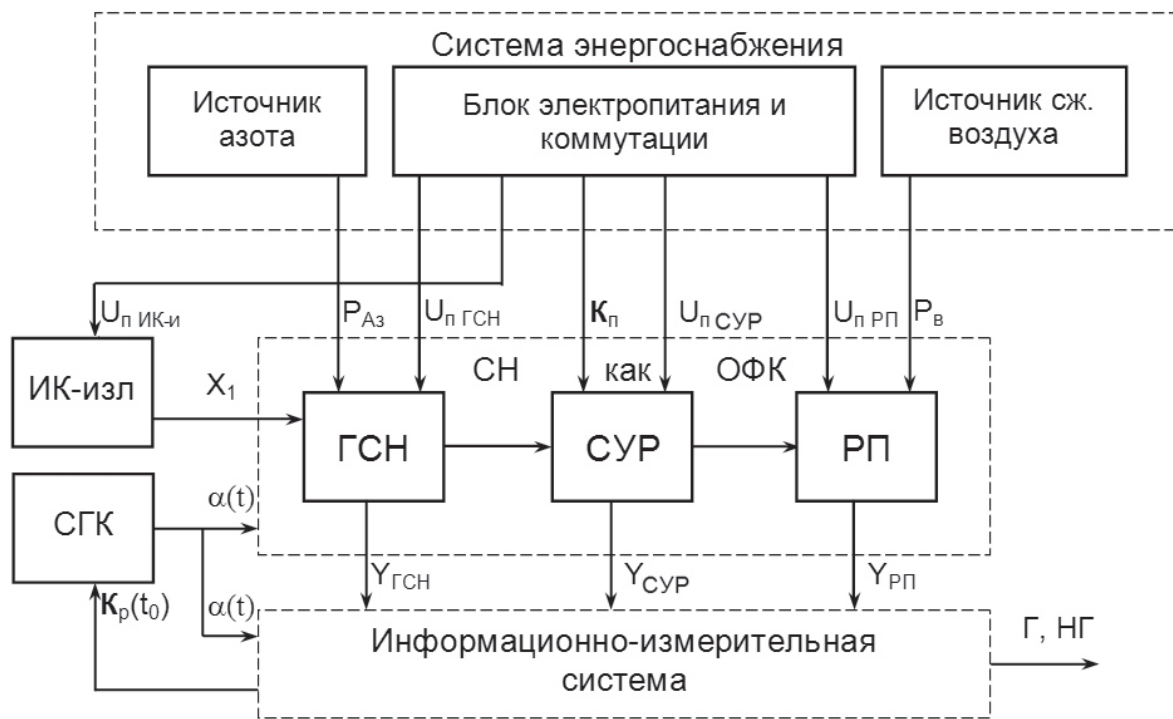 Система энергоснабжения
Источник
азота
Блок электропитания и
коммутации
Источник сж.
воздуха
Uп ИК-и
PАз
Uп ГСН
Кп
Uп СУР
Uп РП
Pв
ИК-изл
X1
СН как ОФК
ГСН
СУР
РП
СГК
α(t)
YГСН
YСУР
YРП
Кр(t0)
α(t)
Информационно-измерительная
система
Г, НГ